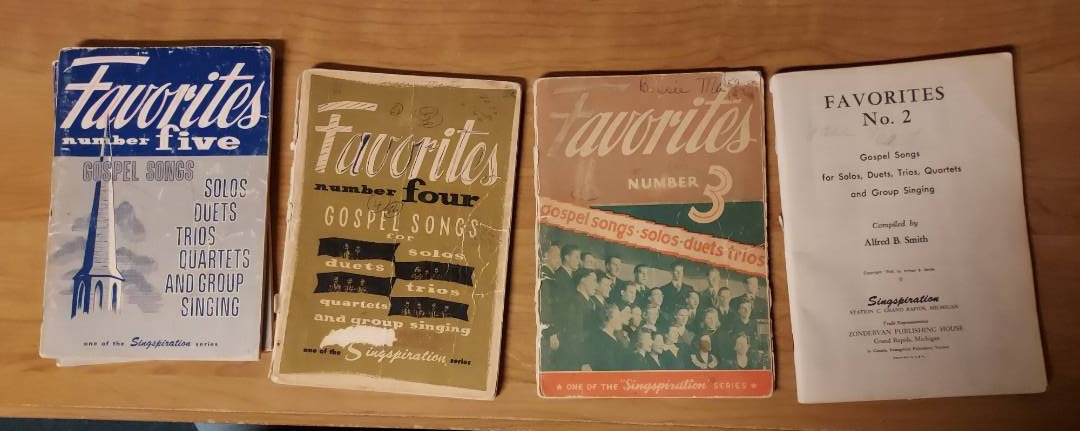 Favorites
number five
GOSPEL SONGS
SOLOS
DUETS
TRIOS
QUARTETS
AND GROUP
SINGING
one of the Singspiration series
Favorites
number four
GOSPEL SONGS
for
solos
duets
trios
quartets
and group singing
one of the Singspiration series
Favorites
NUMBER 3
gospel songs·solos·duets trios
★ ONE OF THE "Singspiration" SERIES ★
FAVORITES
No. 2
Gospel Songs
for Solos, Duets, Trios, Quartets
and Group Singing
Compiled by
Alfred B. Smith
Singspiration
STATION C, GRAND RAPIDS, MICHIGAN
Trade Representatives
ZONDERVAN PUBLISHING HOUSE
Grand Rapids, Michigan